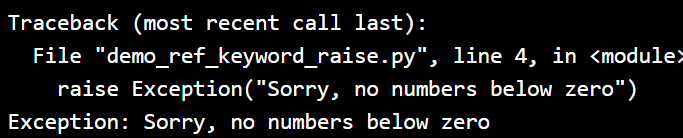 Traceback (most recent call last):
  File "demo_ref_keyword_raise.py", line 4, in <module>
    raise Exception("Sorry, no numbers below zero")
Exception: Sorry, no numbers below zero